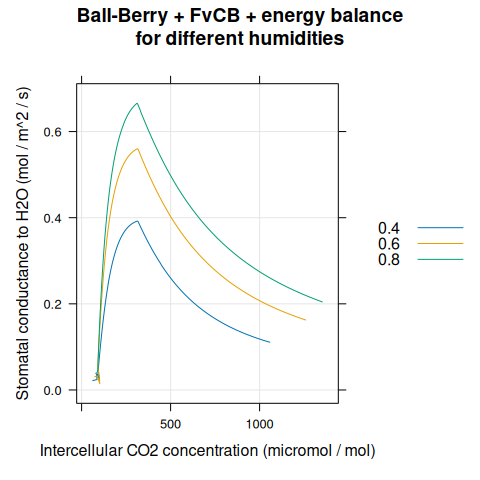 Ball-Berry + FvCB + energy balance
for different humidities
Stomatal conductance to H2O (mol / m^2 / s)
0.6
0.4
0.2
0.0
500
1000
Intercellular CO2 concentration (micromol / mol)
0.4
0.6
0.8